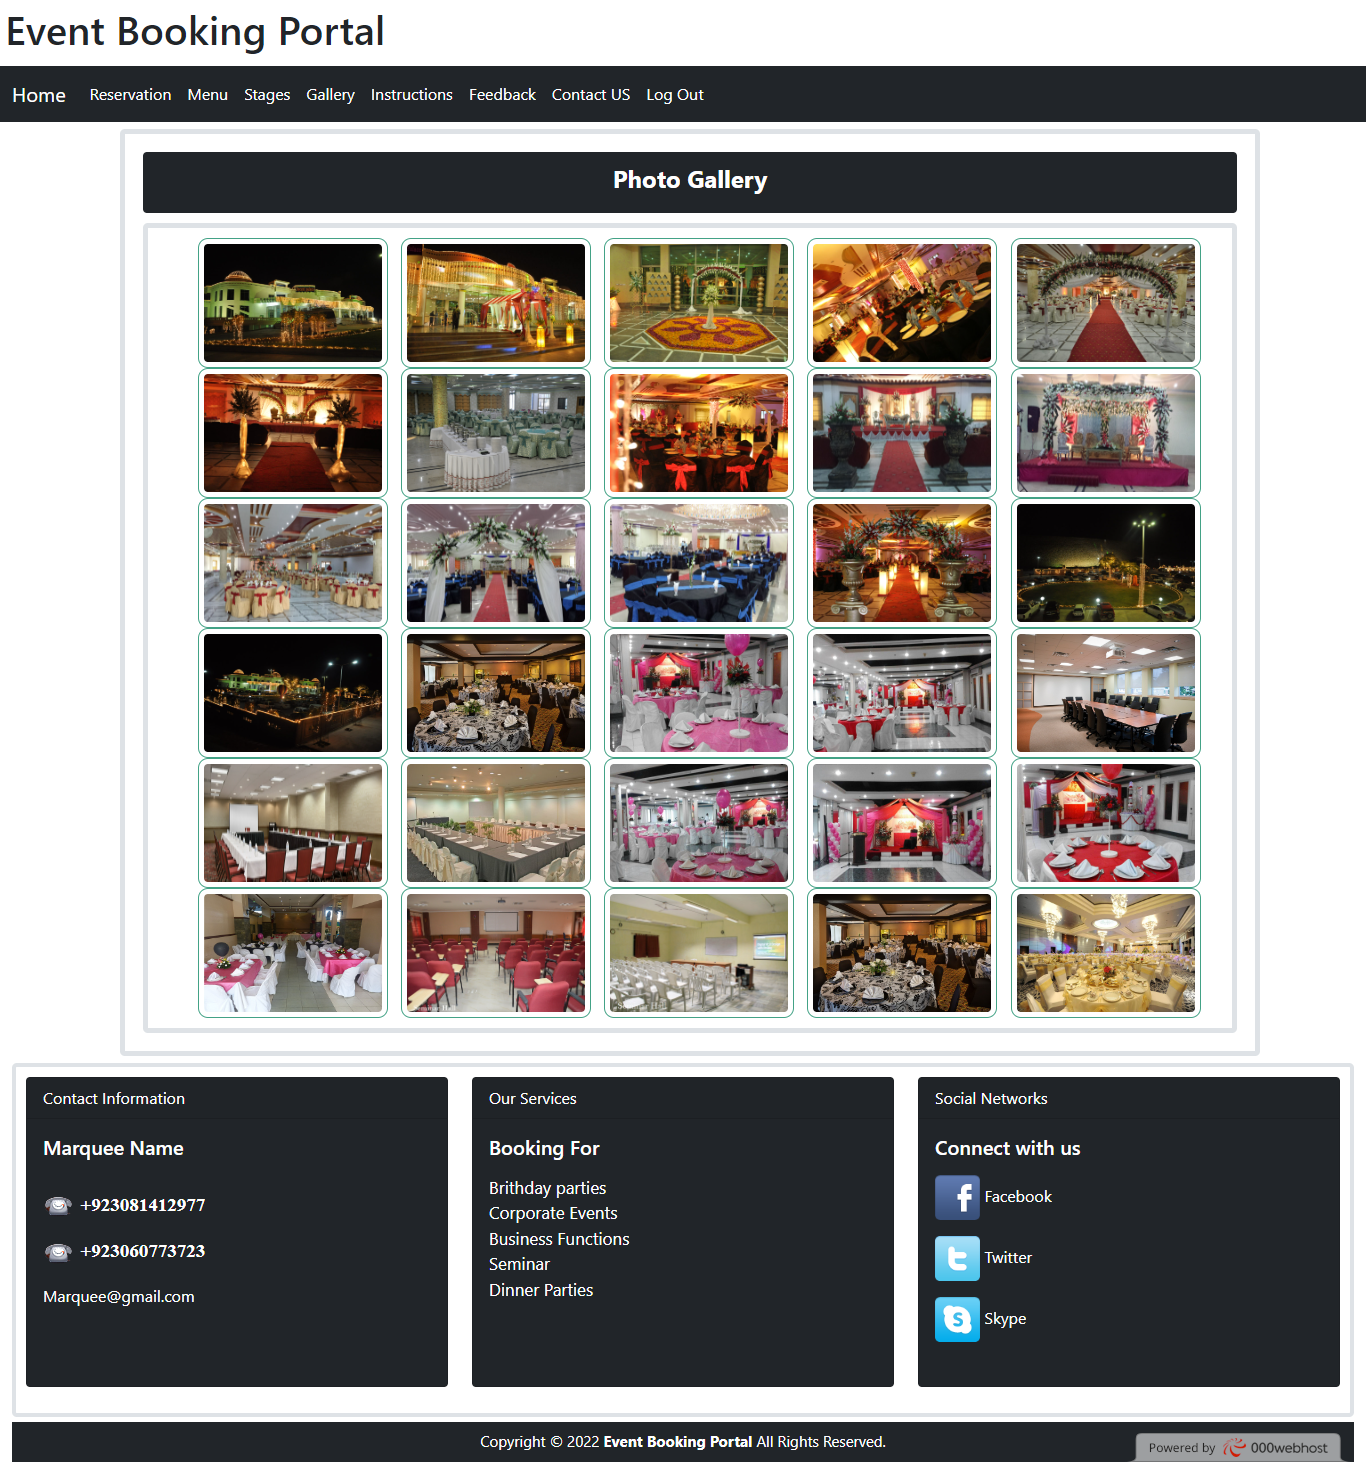 Event Booking Portal
Home Reservation Menu Stages Gallery Instructions Feedback Contact US Log Out
Photo Gallery
Contact Information
Marquee Name
+923081412977
+923060773723
Marquee@gmail.com
Our Services
Booking For
Brithday parties
Corporate Events
Business Functions
Seminar
Dinner Parties
Social Networks
Connect with us
Facebook
Twitter
Skype
Copyright © 2022 Event Booking Portal All Rights Reserved.
Powered by 000webhost